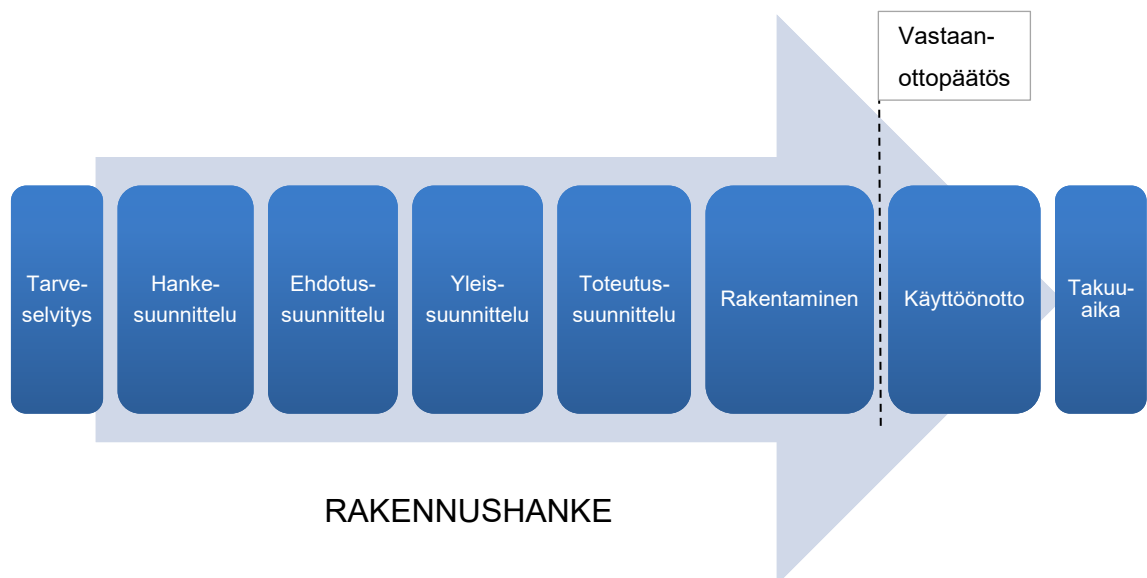 Vastaan-
ottopäätös
Tarve-
selvitys
Hanke-
suunnittelu
Ehdotus-
suunnittelu
Yleis-
suunnittelu
Toteutus-
suunnittelu
Rakentaminen
Käyttöönotto
Takuu-
aika
RAKENNUSHANKE